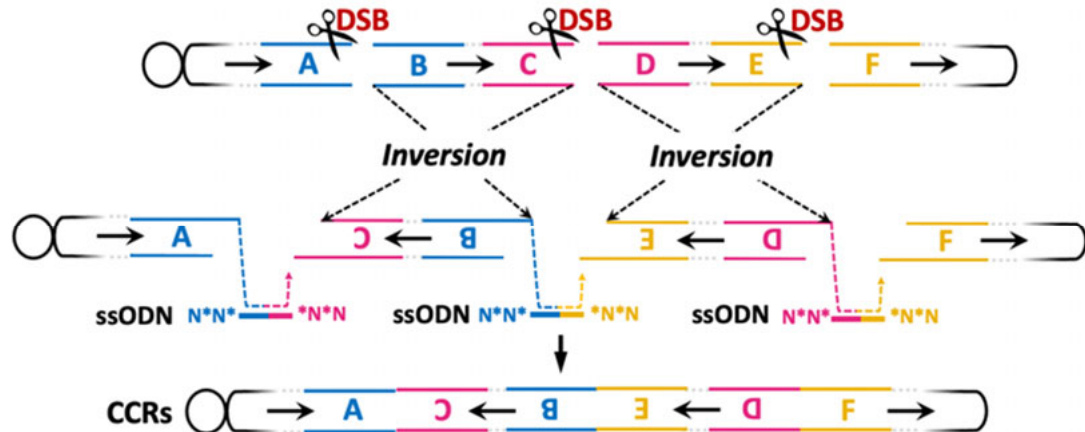 DSB DSB DSB
A B C D E F
Inversion Inversion
A C B E D F
ssODN N*N* *N*N ssODN N*N* *N*N ssODN N*N* *N*N
CCRs A C B E D F